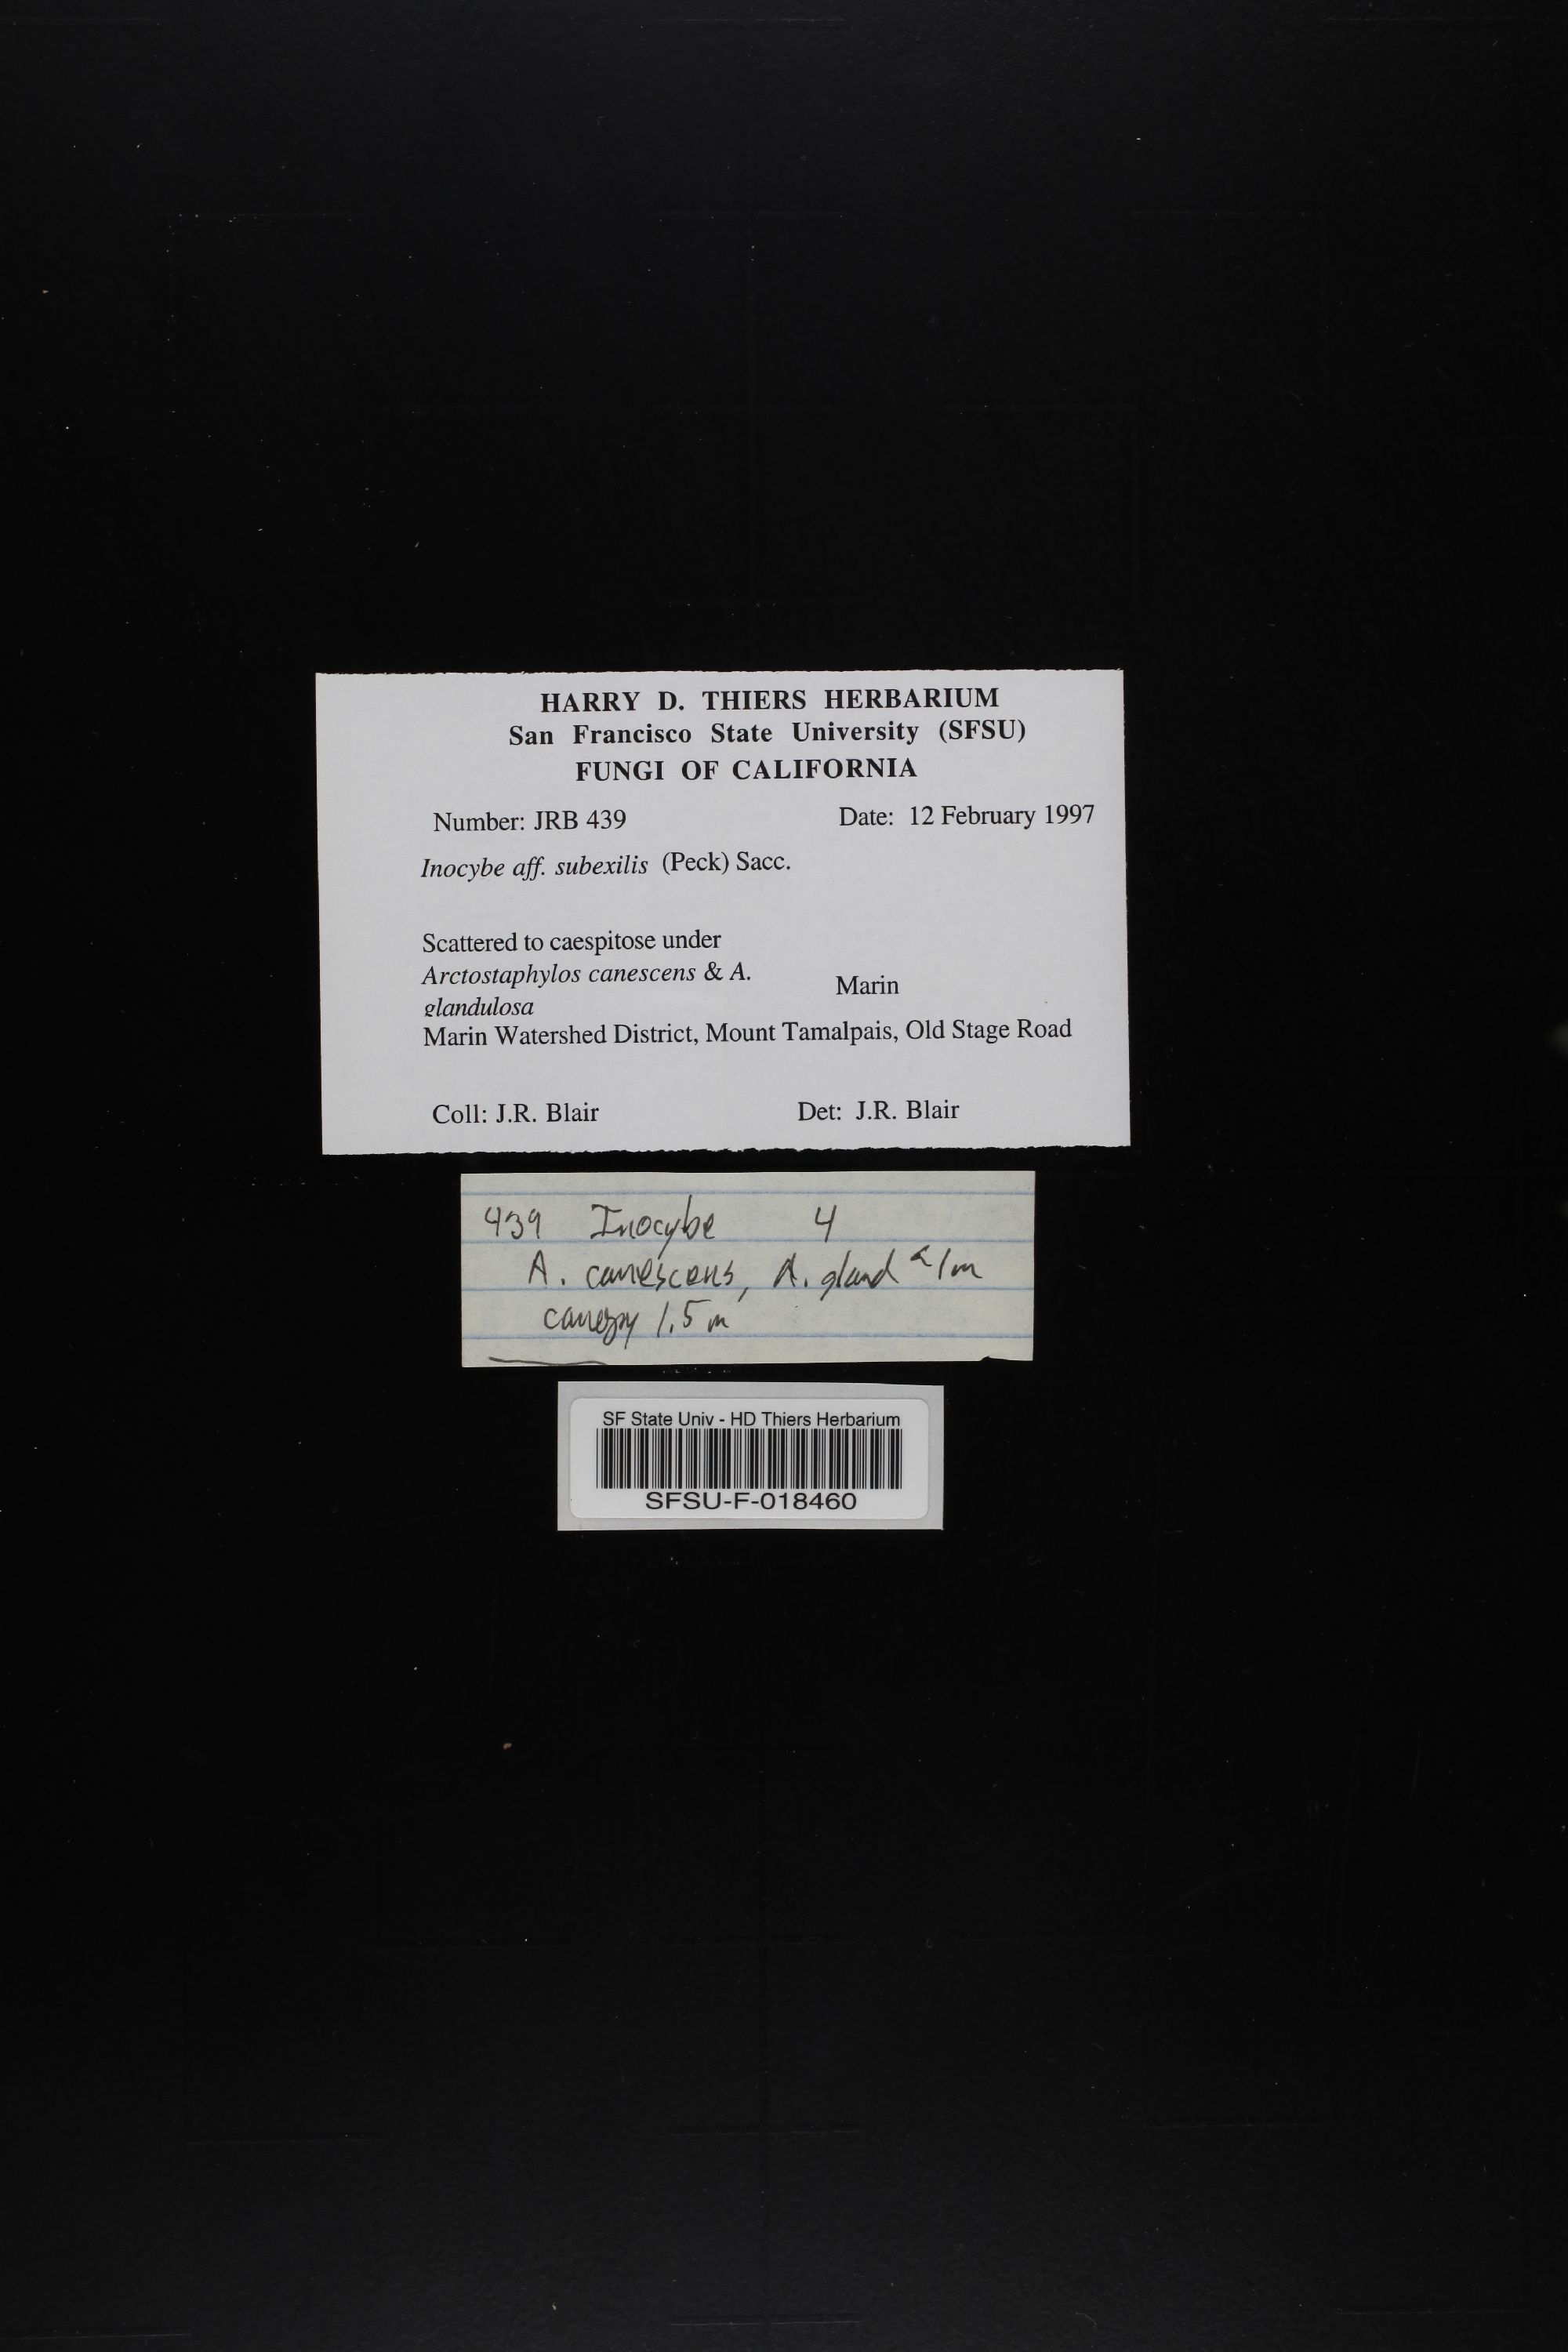 HARRY D. THIERS HERBARIUM
San Francisco State University (SFSU)
FUNGI OF CALIFORNIA
Number: JRB 439 Date: 12 February 1997
Inocybe aff. subexilis (Peck) Sacc.
Scattered to caespitose under
Arctostaphylos canescens & A.
glandulosa
Marin
Marin Watershed District, Mount Tamalpais, Old Stage Road
Coll: J.R. Blair Det: J.R. Blair
439 Inocybe 4
A. canescens, A. gland < 1m
canopy 1.5 m
SF State Univ - HD Thiers Herbarium
SFSU-F-018460